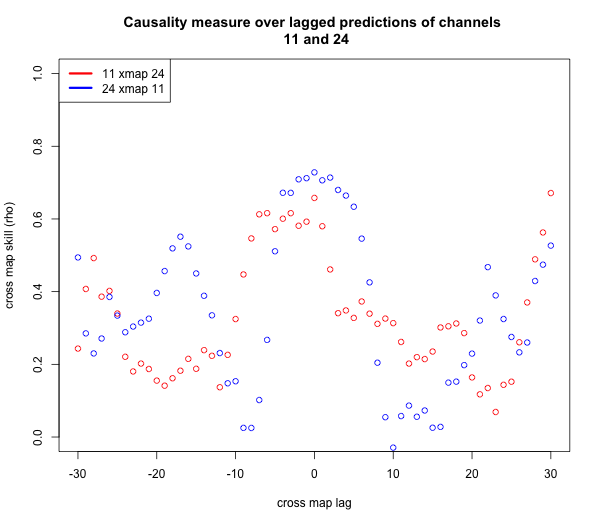 Causality measure over lagged predictions of channels
11 and 24
11 xmap 24
24 xmap 11
cross map skill (rho)
1.0
0.8
0.6
0.4
0.2
0.0
-30 -20 -10 0 10 20 30
cross map lag